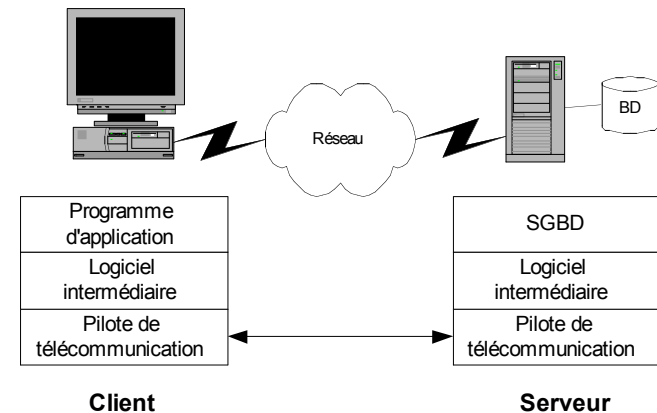 Réseau
BD
Programme
d'application
Logiciel
intermédiaire
Pilote de
télécommunication
Client
SGBD
Logiciel
intermédiaire
Pilote de
télécommunication
Serveur